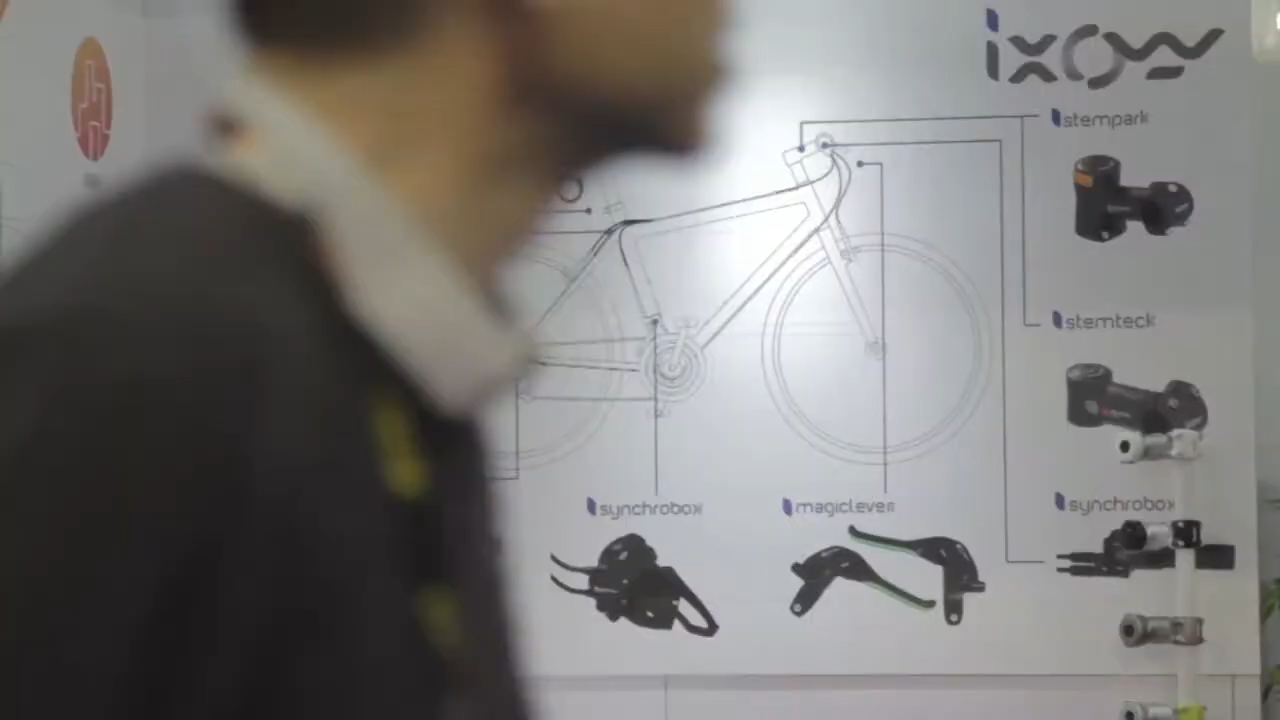 ixow
stempark
stemteck
synchrobox
magiclever
synchrobox